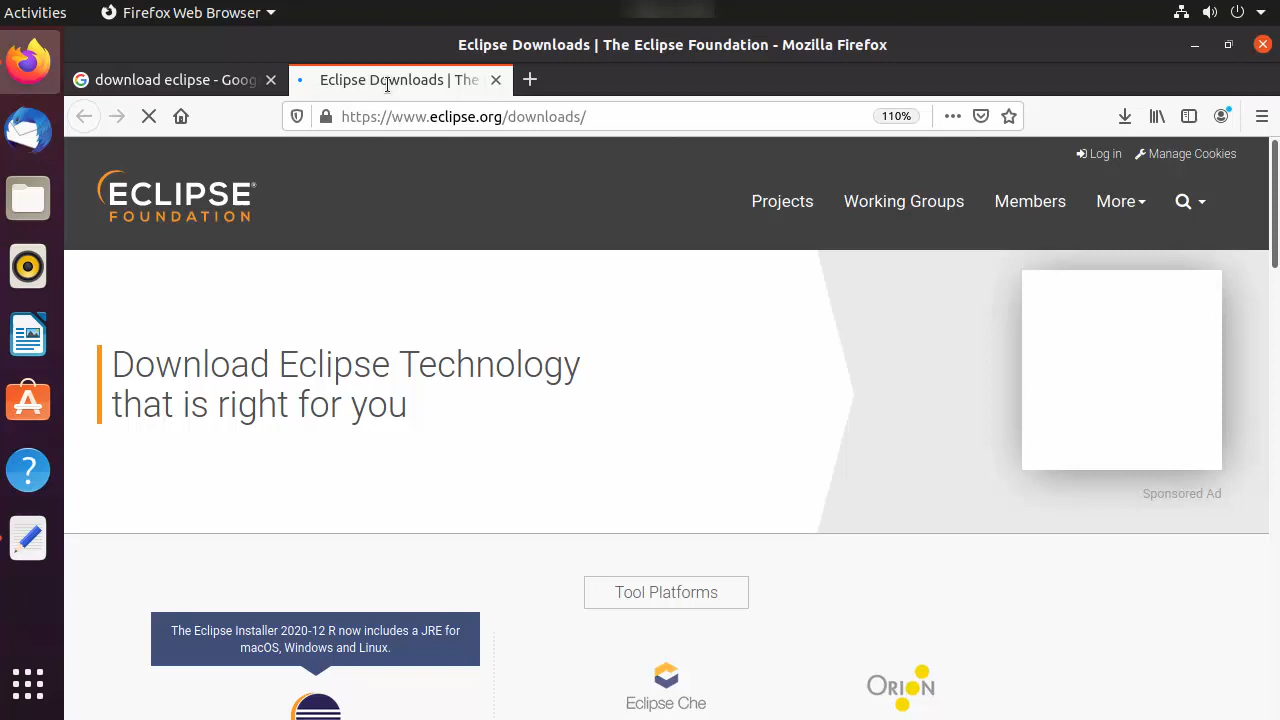 Activities
Firefox Web Browser
Eclipse Downloads | The Eclipse Foundation - Mozilla Firefox
download eclipse - Goog
Eclipse Downloads | The
https://www.eclipse.org/downloads/
110%
Log in
Manage Cookies
ECLIPSE®
FOUNDATION
Projects
Working Groups
Members
More
Download Eclipse Technology
that is right for you
Sponsored Ad
Tool Platforms
The Eclipse Installer 2020-12 R now includes a JRE for
macOS, Windows and Linux.
Eclipse Che
ORION